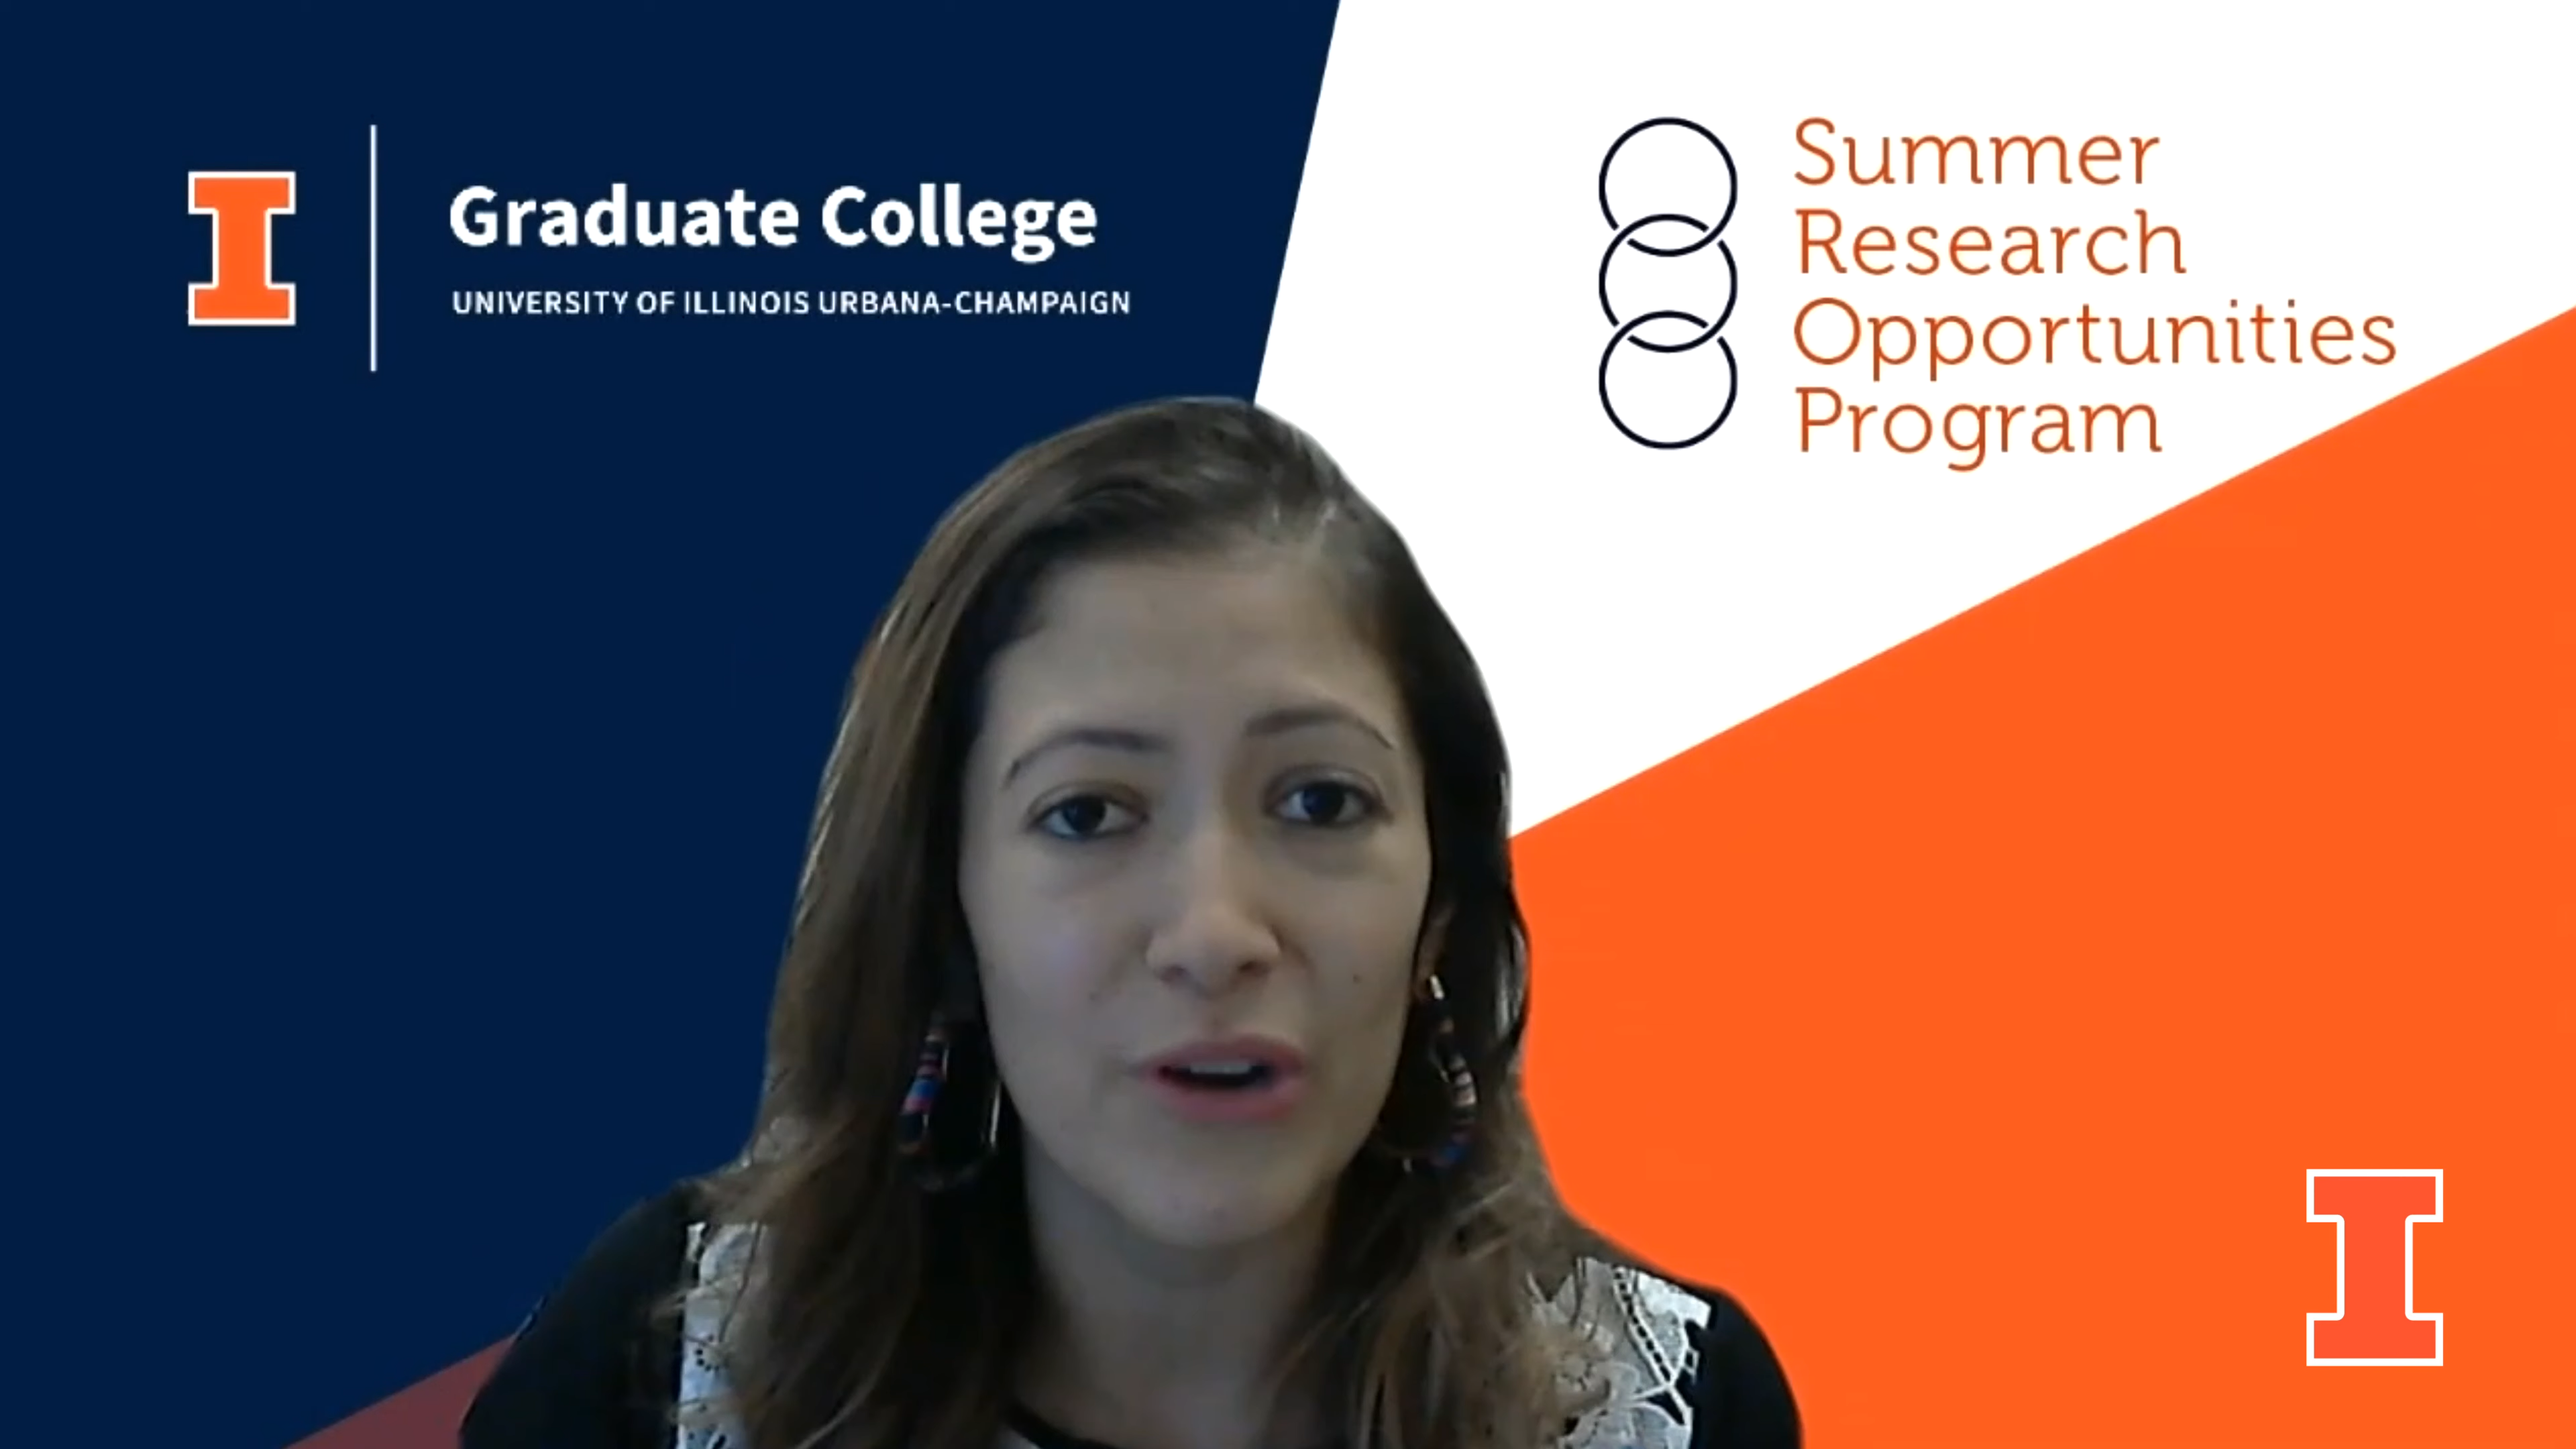 I
Graduate College
UNIVERSITY OF ILLINOIS URBANA-CHAMPAIGN
Summer
Research
Opportunities
Program
I